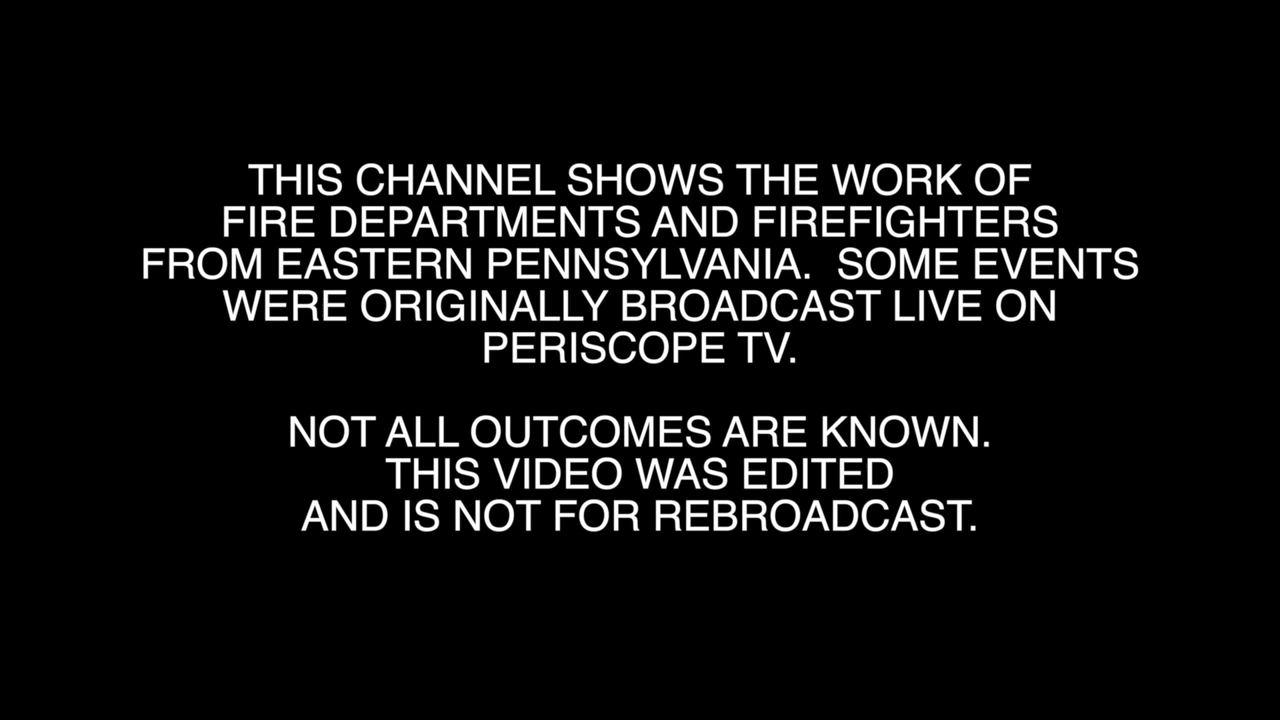 THIS CHANNEL SHOWS THE WORK OF
FIRE DEPARTMENTS AND FIREFIGHTERS
FROM EASTERN PENNSYLVANIA.  SOME EVENTS
WERE ORIGINALLY BROADCAST LIVE ON
PERISCOPE TV.
NOT ALL OUTCOMES ARE KNOWN.
THIS VIDEO WAS EDITED
AND IS NOT FOR REBROADCAST.